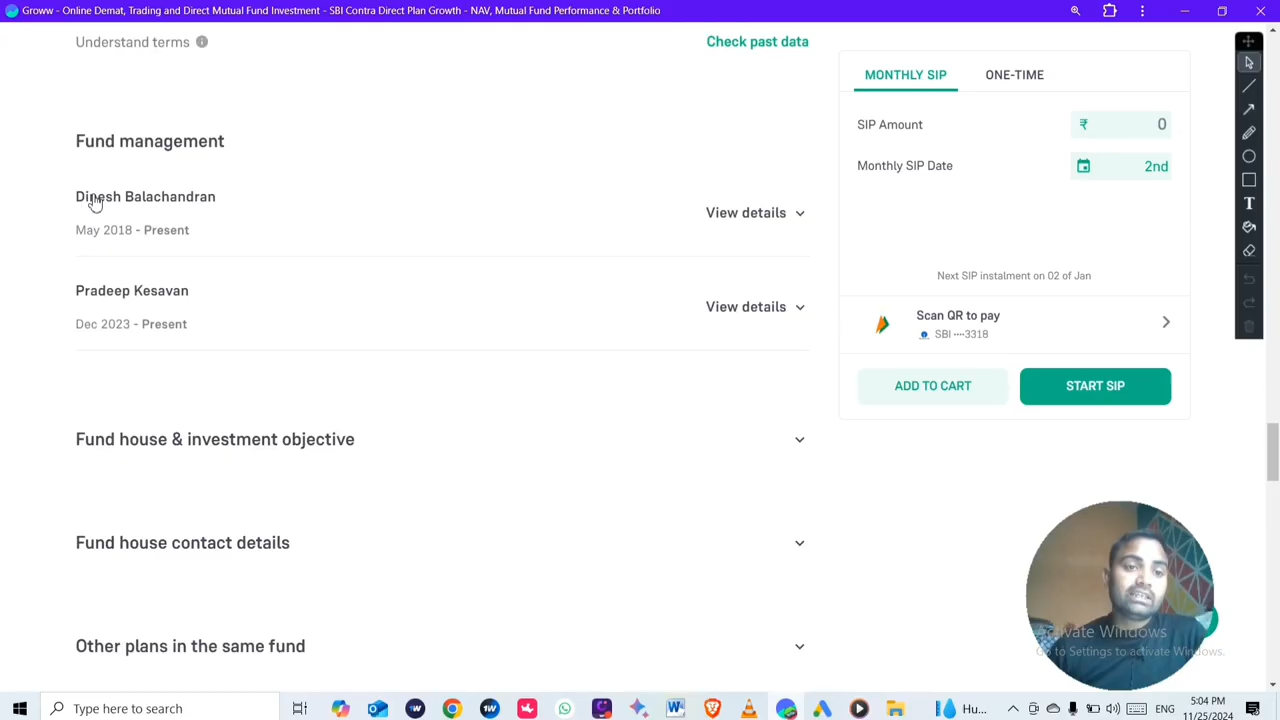 Groww - Online Demat, Trading and Direct Mutual Fund Investment - SBI Contra Direct Plan Growth - NAV, Mutual Fund Performance & Portfolio
Understand terms
Check past data
MONTHLY SIP ONE-TIME
SIP Amount ₹ 0
Monthly SIP Date 2nd
Next SIP instalment on 02 of Jan
Scan QR to pay
SBI ····3318
ADD TO CART START SIP
Fund management
Dinesh Balachandran
May 2018 - Present
View details
Pradeep Kesavan
Dec 2023 - Present
View details
Fund house & investment objective
Fund house contact details
Other plans in the same fund
Activate Windows
Go to Settings to activate Windows.
T
Type here to search
Hu...
ENG
5:04 PM
11/25/2024